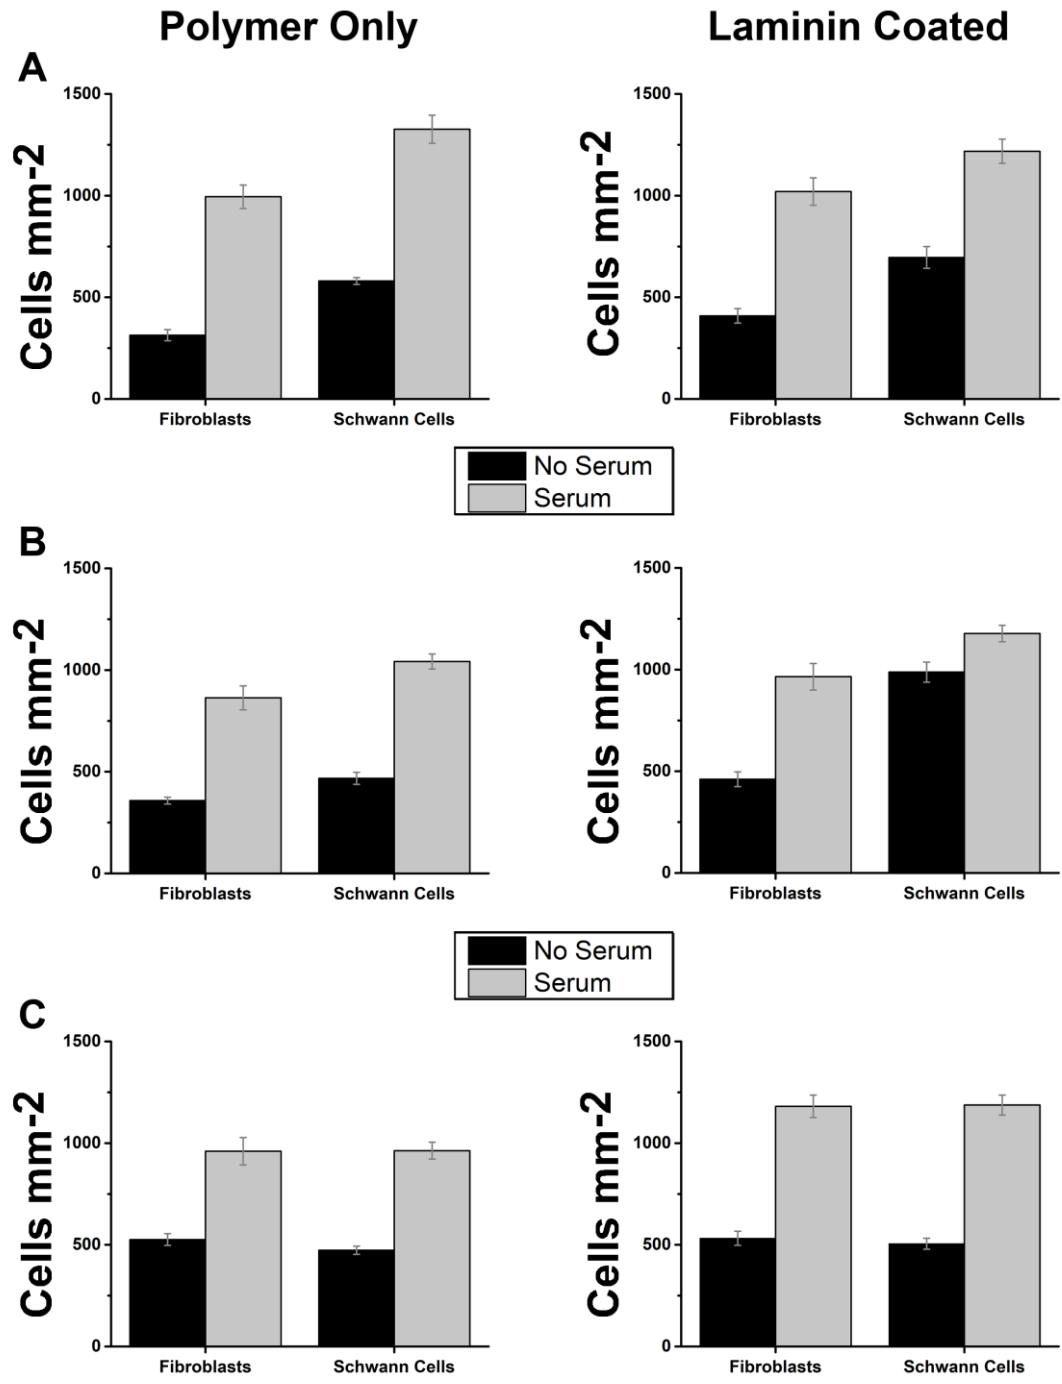 Polymer Only
Laminin Coated
A
1500
1000
500
0
Cells mm-2
Fibroblasts
Schwann Cells
1500
1000
500
0
Cells mm-2
Fibroblasts
Schwann Cells
No Serum
Serum
B
1500
1000
500
0
Cells mm-2
Fibroblasts
Schwann Cells
1500
1000
500
0
Cells mm-2
Fibroblasts
Schwann Cells
No Serum
Serum
C
1500
1000
500
0
Cells mm-2
Fibroblasts
Schwann Cells
1500
1000
500
0
Cells mm-2
Fibroblasts
Schwann Cells